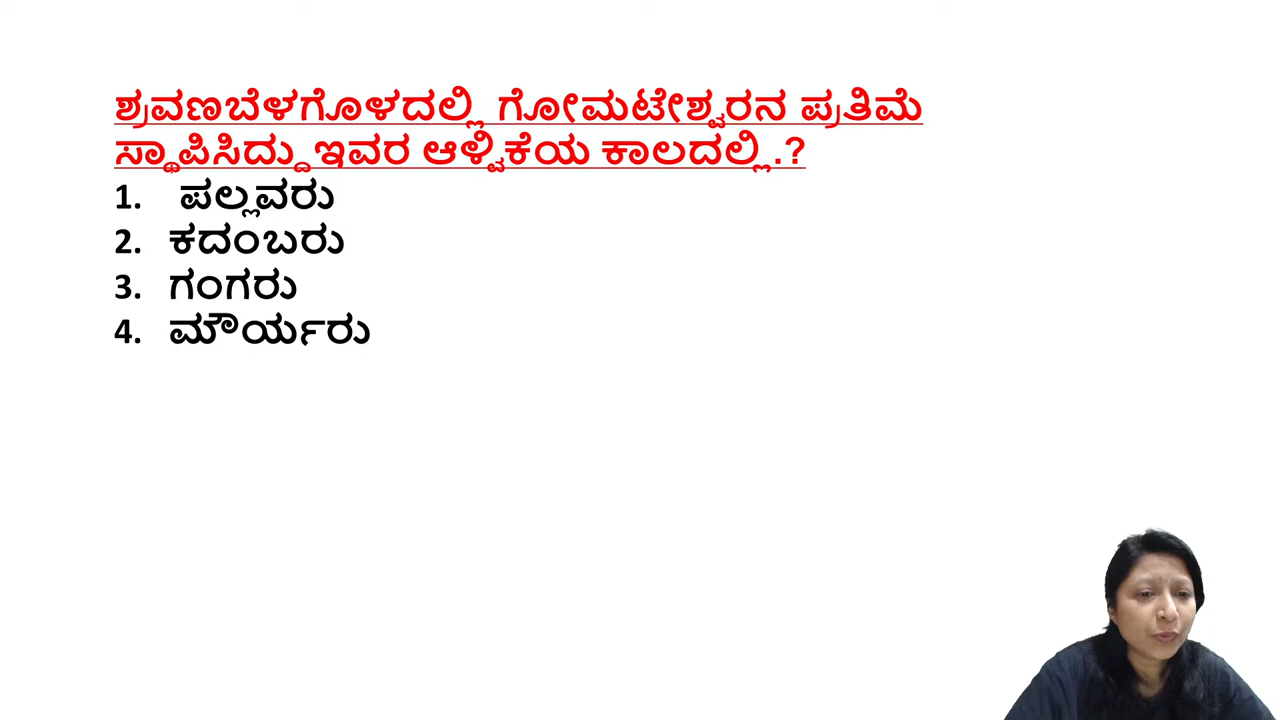 ಶ್ರವಣಬೆಳಗೊಳದಲ್ಲಿ ಗೋಮಟೇಶ್ವರನ ಪ್ರತಿಮೆ
ಸ್ಥಾಪಿಸಿದ್ದು ಇವರ ಆಳ್ವಿಕೆಯ ಕಾಲದಲ್ಲಿ.?
1. ಪಲ್ಲವರು
2. ಕದಂಬರು
3. ಗಂಗರು
4. ಮೌರ್ಯರು